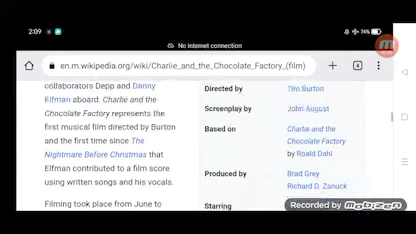 2:09
74%
No internet connection
en.m.wikipedia.org/wiki/Charlie_and_the_Chocolate_Factory_(film)
4
collaborators Depp and Danny
Elfman aboard, Charlie and the
Chocolate Factory represents the
first musical film directed by Burton
and the first time since The
Nightmare Before Christmas that
Elfman contributed to a film score
using written songs and his vocals.
Filming took place from June to
Directed by Tim Burton
Screenplay by John August
Based on Charlie and the
Chocolate Factory
by Roald Dahl
Produced by Brad Grey
Richard D. Zanuck
Starring
Recorded by mobizen